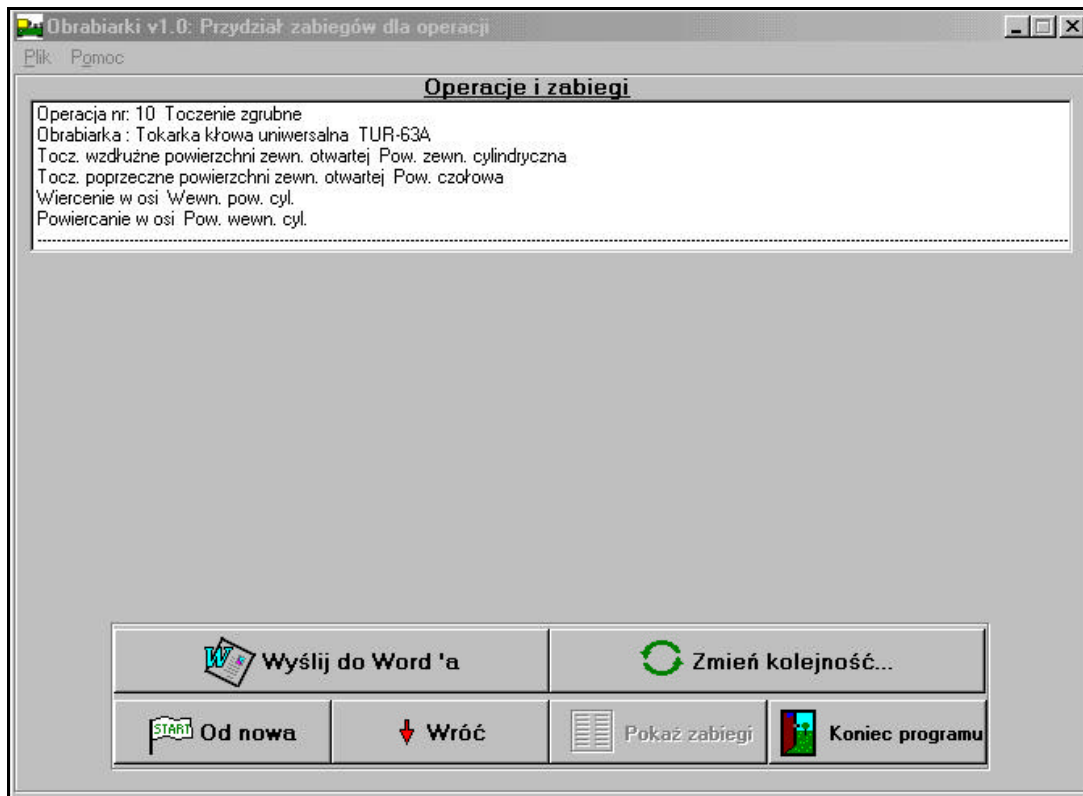 Obrabiarki v1.0: Przydział zabiegów dla operacji
Plik Pomoc
Operacje i zabiegi
Operacja nr: 10 Toczenie zgrubne
Obrabiarka : Tokarka kłowa uniwersalna TUR-63A
Tocz. wzdłużne powierzchni zewn. otwartej Pow. zewn. cylindryczna
Tocz. poprzeczne powierzchni zewn. otwartej Pow. czołowa
Wiercenie w osi Wewn. pow. cyl.
Powiercanie w osi Pow. wewn. cyl.
Wyślij do Word 'a
Zmień kolejność...
START Od nowa
Wróć
Pokaż zabiegi
Koniec programu